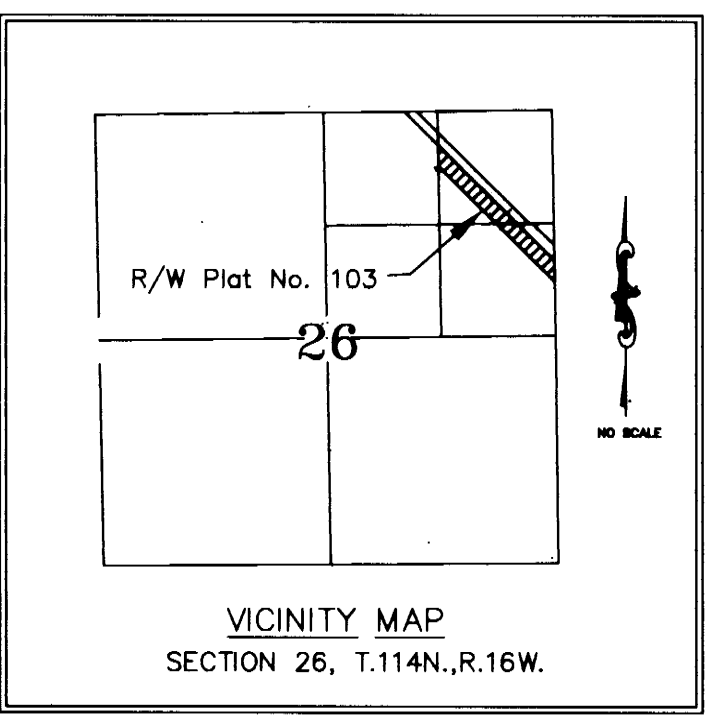 R/W Plat No. 103
26
NO SCALE
VICINITY MAP
SECTION 26, T.114N.,R.16W.